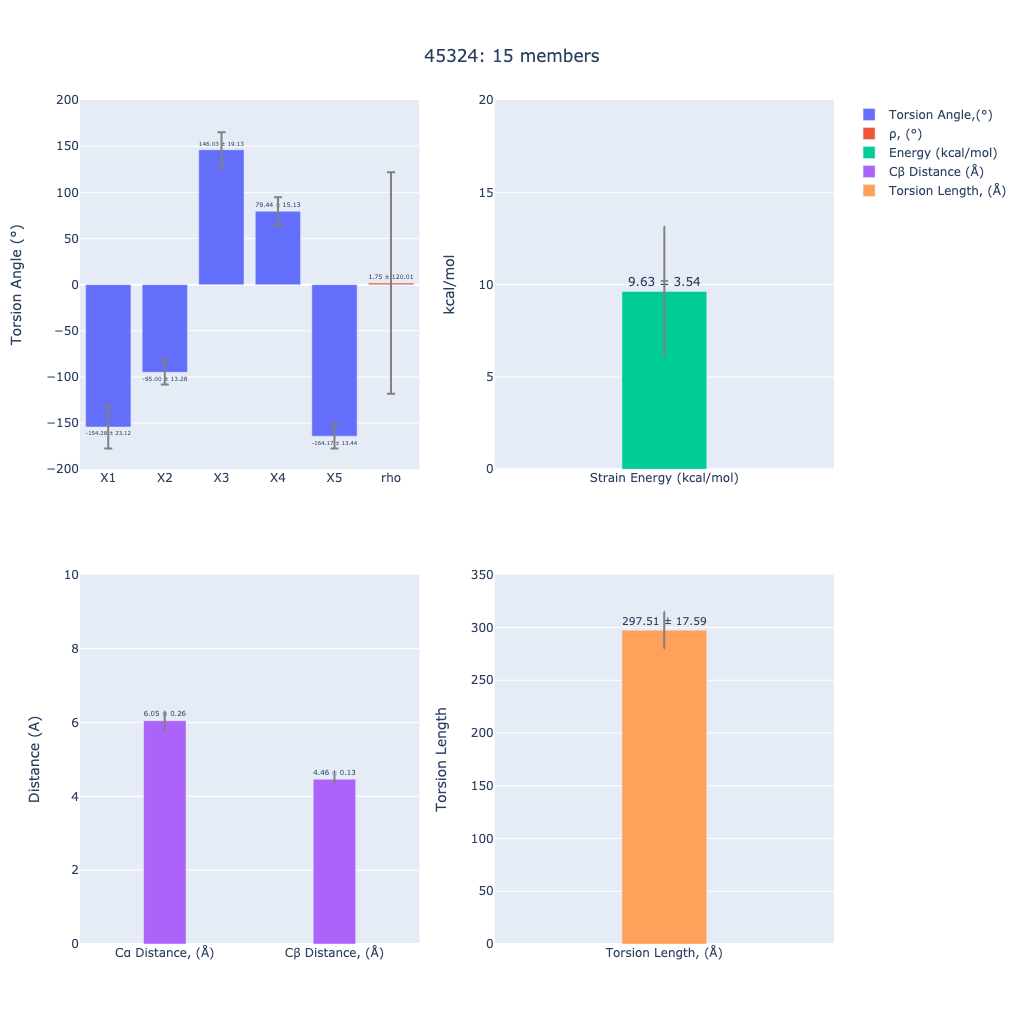 45324: 15 members
Torsion Angle (°)
200
150
100
50
0
−50
−100
−150
−200
-154.28 ± 23.12
-95.00 ± 13.28
146.03 ± 19.13
79.44 ± 15.13
-164.17 ± 13.44
1.75 ± 120.01
X1
X2
X3
X4
X5
rho
kcal/mol
20
15
10
5
0
9.63 ± 3.54
Strain Energy (kcal/mol)
Torsion Angle,(°)
ρ, (°)
Energy (kcal/mol)
Cβ Distance (Å)
Torsion Length, (Å)
Distance (A)
10
8
6
4
2
0
6.05 ± 0.26
4.46 ± 0.13
Cα Distance, (Å)
Cβ Distance, (Å)
Torsion Length
350
300
250
200
150
100
50
0
297.51 ± 17.59
Torsion Length, (Å)